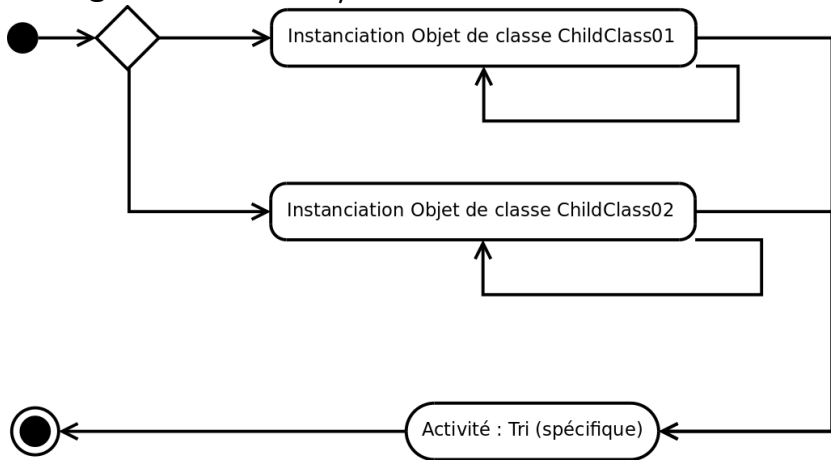 Instanciation Objet de classe ChildClass01
Instanciation Objet de classe ChildClass02
Activité : Tri (spécifique)